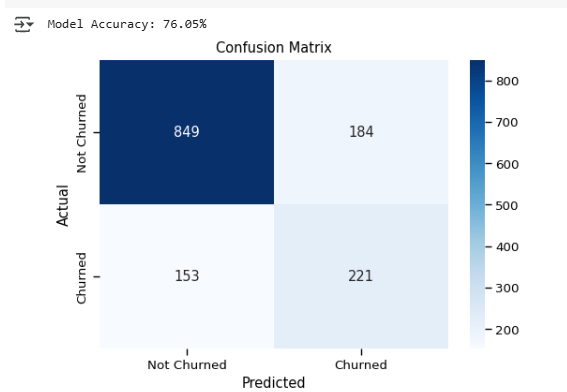 Model Accuracy: 76.05%
Confusion Matrix
Not Churned
849
184
800
700
600
500
400
300
200
Actual
Churned
153
221
Not Churned
Churned
Predicted